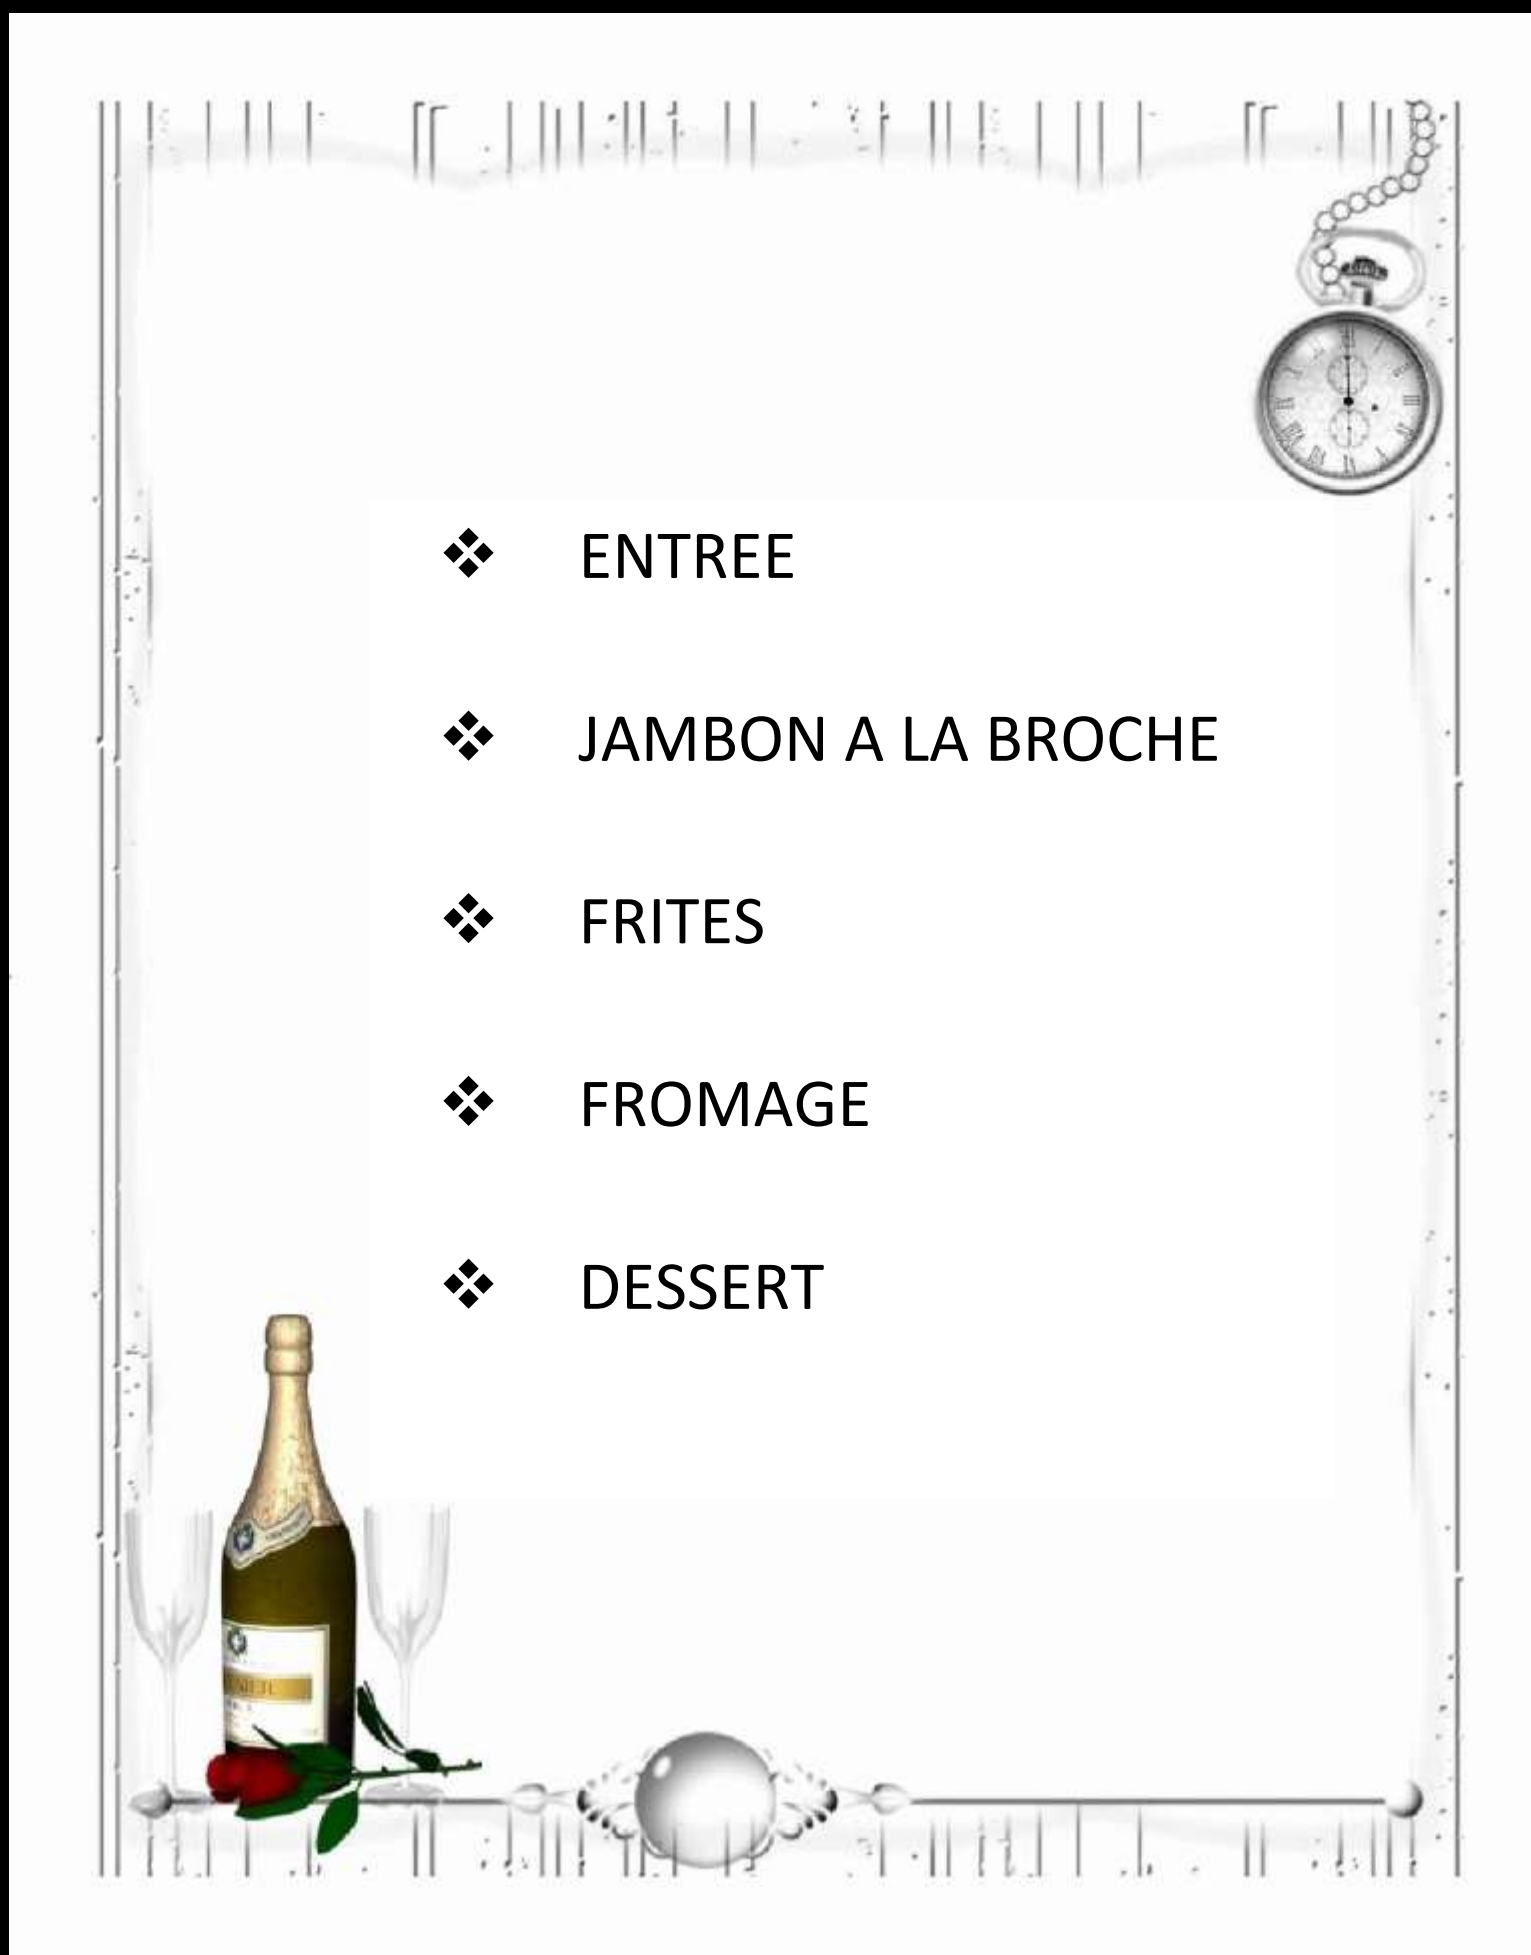 ❖ ENTREE
❖ JAMBON A LA BROCHE
❖ FRITES
❖ FROMAGE
❖ DESSERT